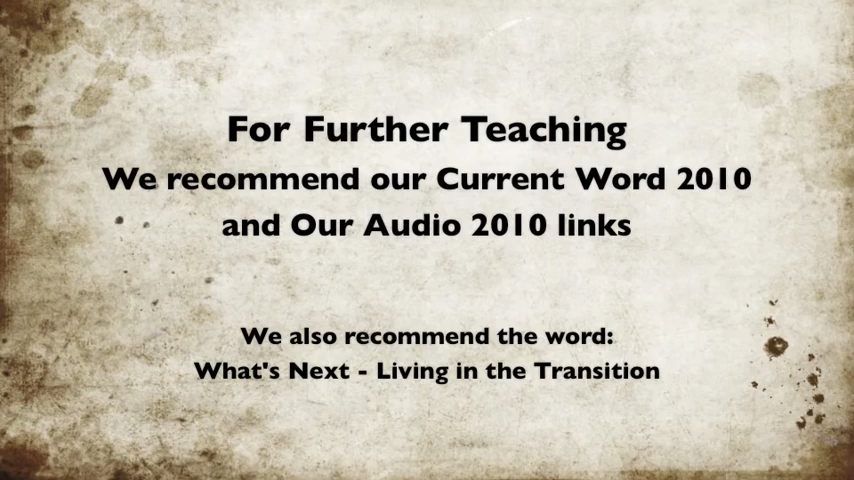 For Further Teaching
We recommend our Current Word 2010
and Our Audio 2010 links
We also recommend the word:
What's Next - Living in the Transition